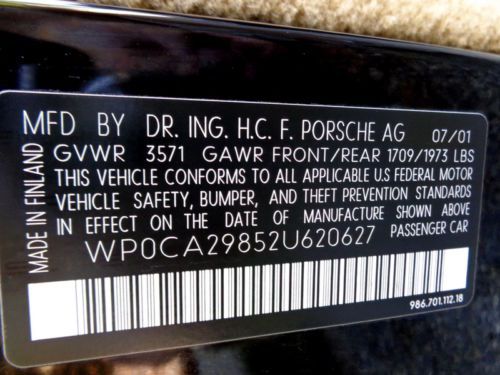 MFD BY DR. ING. H.C. F. PORSCHE AG 07/01
GVWR 3571 GAWR FRONT/REAR 1709/1973 LBS
THIS VEHICLE CONFORMS TO ALL APPLICABLE U.S FEDERAL MOTOR
VEHICLE SAFETY, BUMPER, AND THEFT PREVENTION STANDARDS
IN EFFECT ON THE DATE OF MANUFACTURE SHOWN ABOVE
WP0CA29852U620627 PASSENGER CAR
MADE IN FINLAND
986.701.112.18